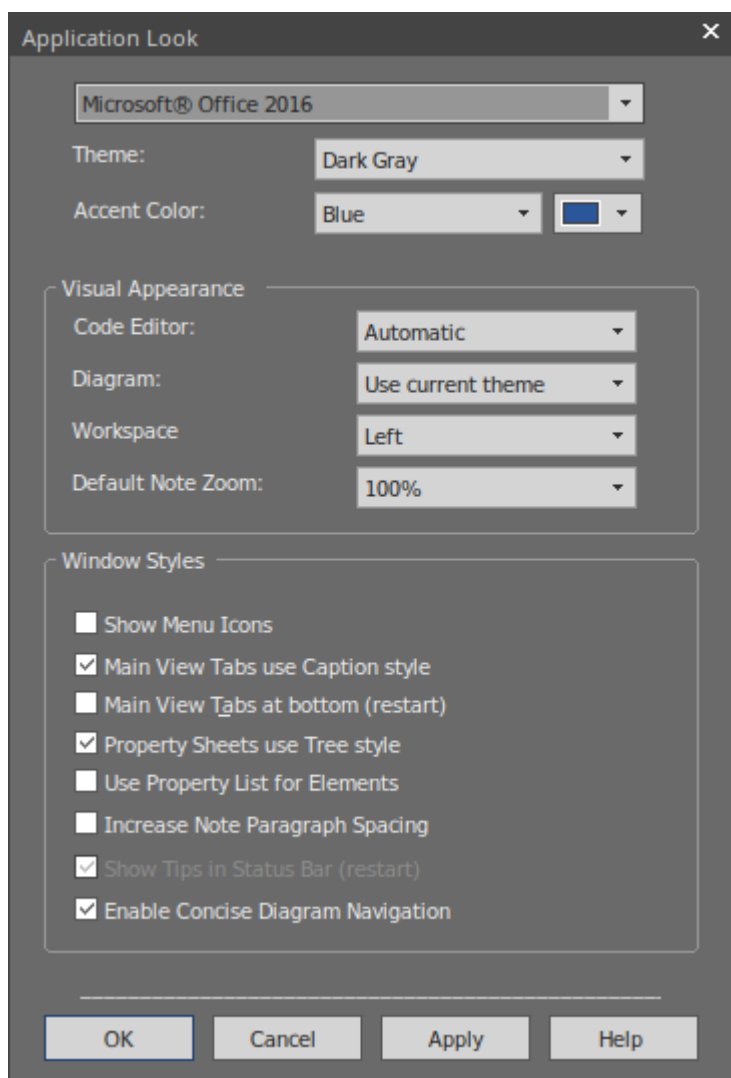 Application Look
Microsoft® Office 2016
Theme: Dark Gray
Accent Color: Blue
Visual Appearance
Code Editor: Automatic
Diagram: Use current theme
Workspace Left
Default Note Zoom: 100%
Window Styles
Show Menu Icons
Main View Tabs use Caption style
Main View Tabs at bottom (restart)
Property Sheets use Tree style
Use Property List for Elements
Increase Note Paragraph Spacing
Show Tips in Status Bar (restart)
Enable Concise Diagram Navigation
OK Cancel Apply Help